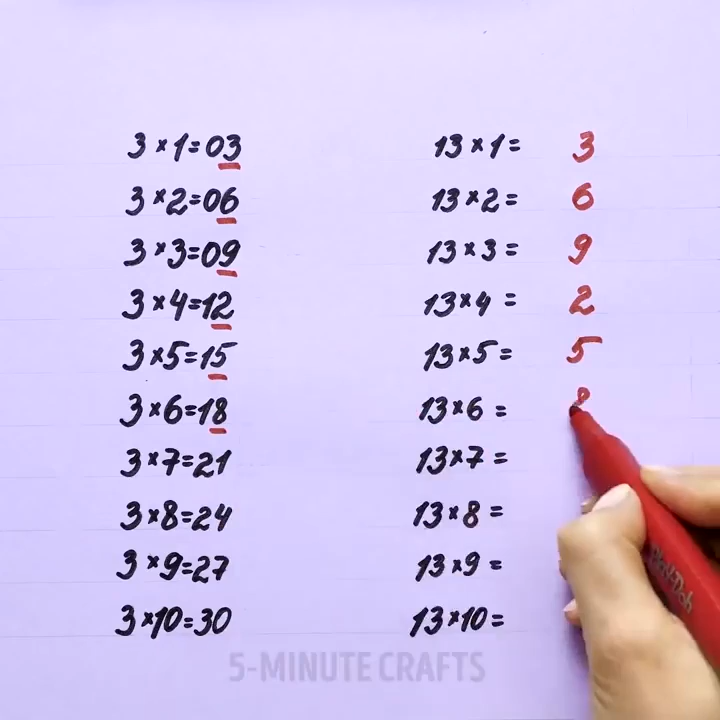 3×1=03 13×1= 3
3×2=06 13×2= 6
3×3=09 13×3= 9
3×4=12 13×4= 2
3×5=15 13×5= 5
3×6=18 13×6=
3×7=21 13×7=
3×8=24 13×8=
3×9=27 13×9=
3×10=30 13×10=
Play-Doh
5-MINUTE CRAFTS